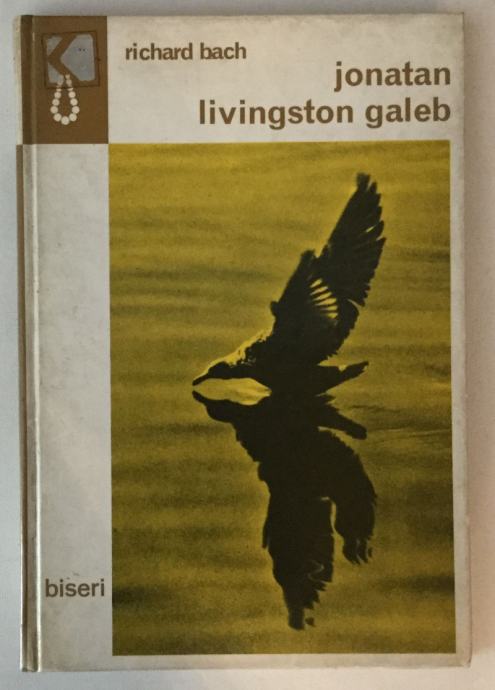 richard bach
jonatan
livingston galeb
biseri